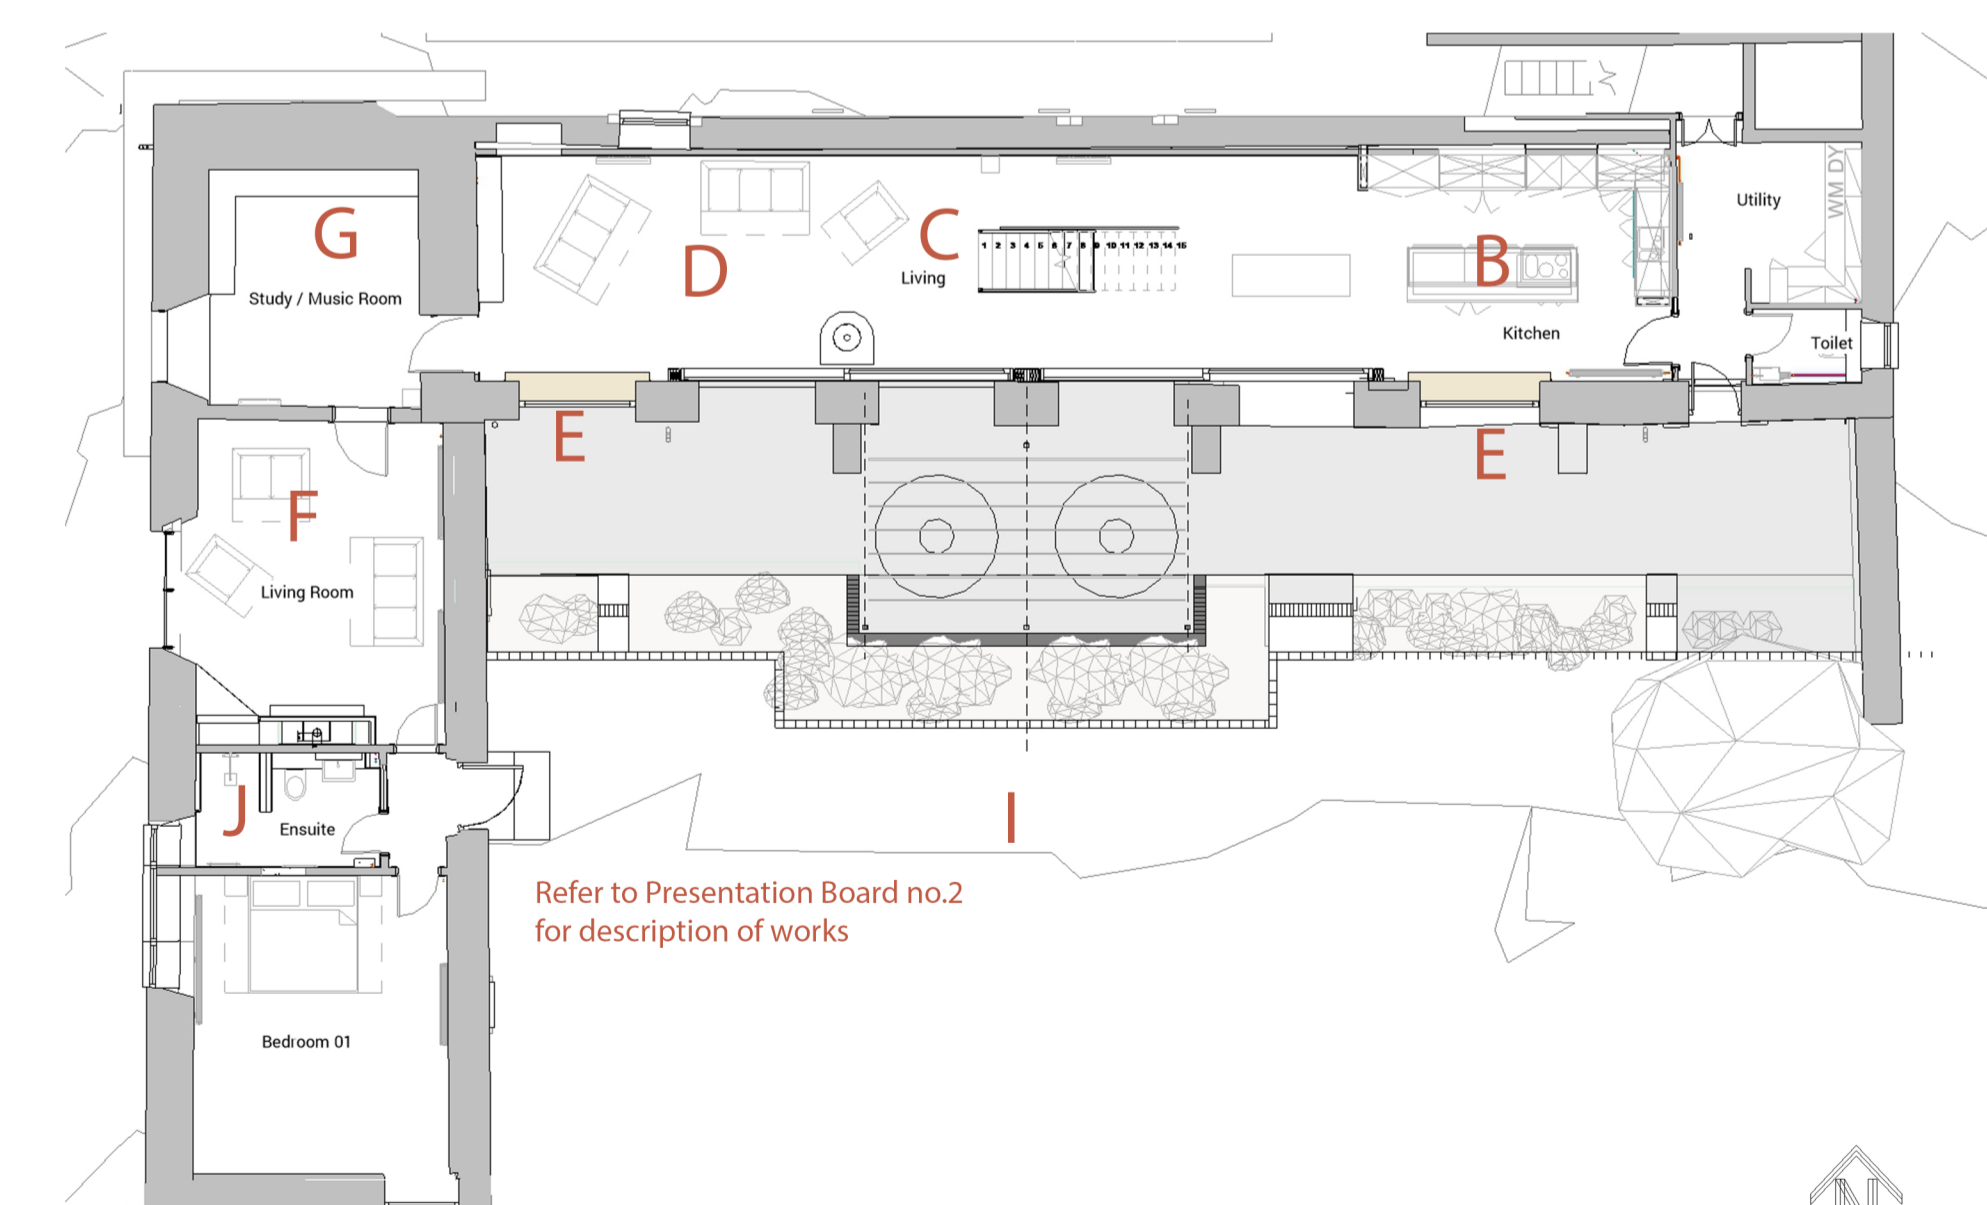 G
D
C
B
Utility
WM DY
1 2 3 4 5 6 7 8 9 10 11 12 13 14 15
Living
Study / Music Room
Kitchen
Toilet
E
E
F
Living Room
J
Ensuite
I
Refer to Presentation Board no.2
for description of works
Bedroom 01
N